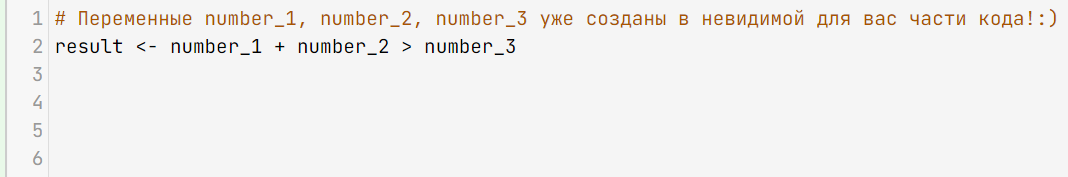 1 # Переменные number_1, number_2, number_3 уже созданы в невидимой для вас части кода!:)
2 result <- number_1 + number_2 > number_3
3
4
5
6